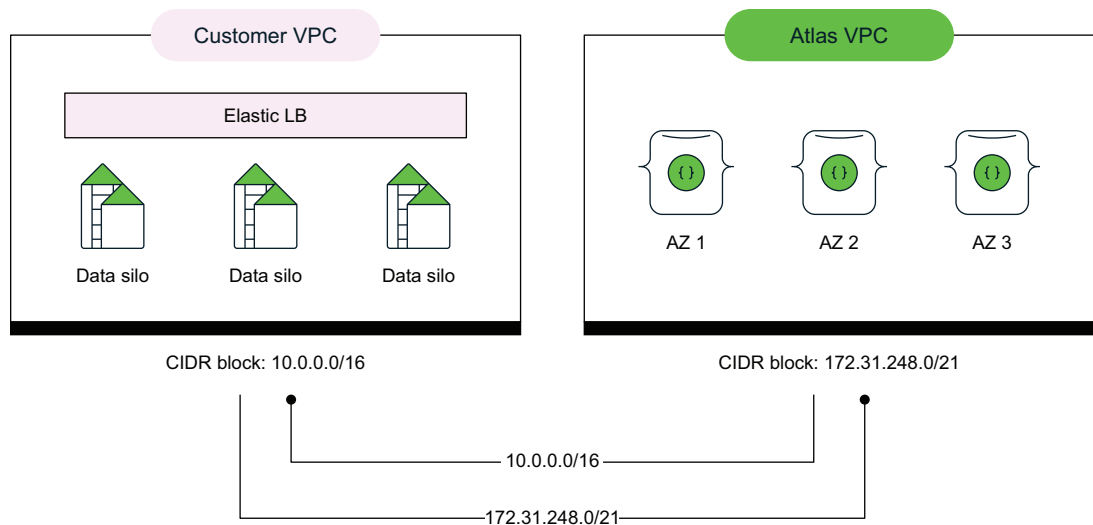 Customer VPC
Atlas VPC
Elastic LB
{ }
{ }
{ }
Data silo
Data silo
Data silo
AZ 1
AZ 2
AZ 3
CIDR block: 10.0.0.0/16
CIDR block: 172.31.248.0/21
10.0.0.0/16
172.31.248.0/21